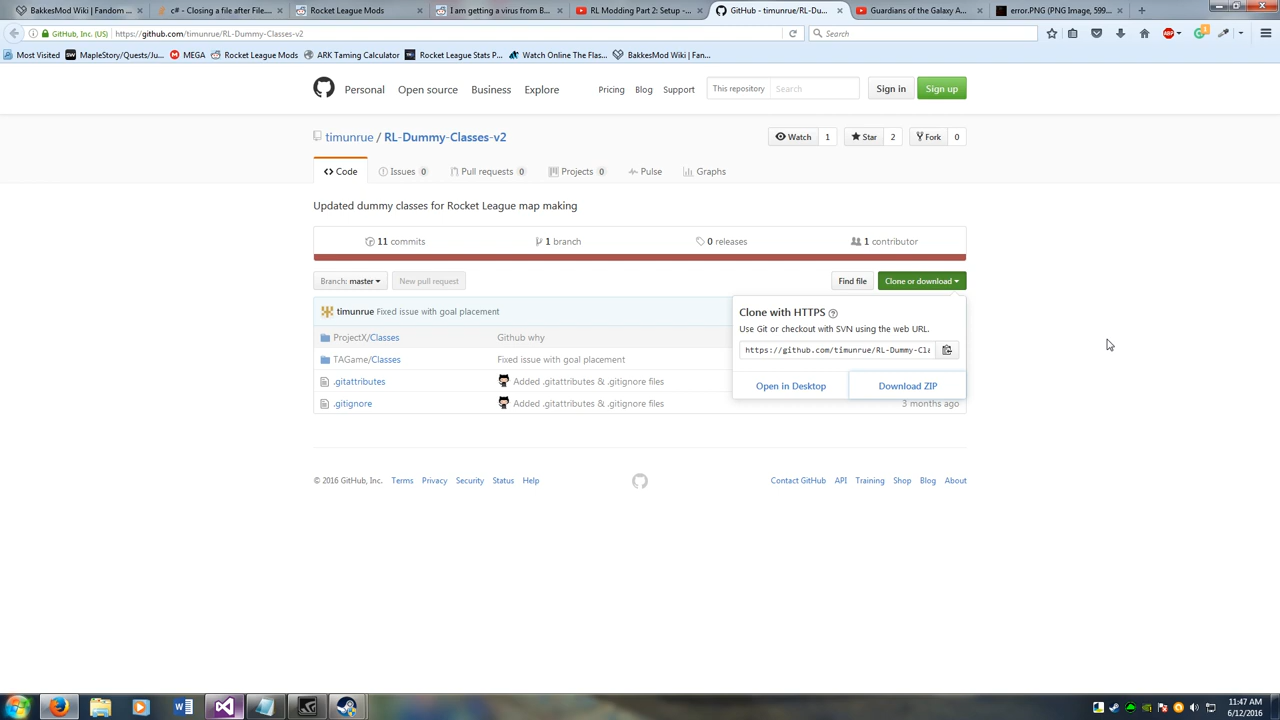 BakkesMod Wiki | Fandom ...
c# - Closing a file after File...
Rocket League Mods
I am getting a virus from B...
RL Modding Part 2: Setup -...
GitHub - timunrue/RL-Du...
Guardians of the Galaxy A...
error.PNG (PNG Image, 599...
GitHub, Inc. (US)
https://github.com/timunrue/RL-Dummy-Classes-v2
Search
Most Visited
MapleStory/Quests/Ju...
MEGA
Rocket League Mods
ARK Taming Calculator
Rocket League Stats P...
Watch Online The Flas...
BakkesMod Wiki | Fan...
Personal
Open source
Business
Explore
Pricing
Blog
Support
This repository
Search
Sign in
Sign up
timunrue / RL-Dummy-Classes-v2
Watch 1
Star 2
Fork 0
Code
Issues 0
Pull requests 0
Projects 0
Pulse
Graphs
Updated dummy classes for Rocket League map making
11 commits
1 branch
0 releases
1 contributor
Branch: master
New pull request
Find file
Clone or download
timunrue Fixed issue with goal placement
Clone with HTTPS
Use Git or checkout with SVN using the web URL.
https://github.com/timunrue/RL-Dummy-Cla
Open in Desktop
Download ZIP
ProjectX/Classes
Github why
TAGame/Classes
Fixed issue with goal placement
.gitattributes
Added .gitattributes & .gitignore files
.gitignore
Added .gitattributes & .gitignore files
3 months ago
© 2016 GitHub, Inc.
Terms
Privacy
Security
Status
Help
Contact GitHub
API
Training
Shop
Blog
About
11:47 AM
6/12/2016